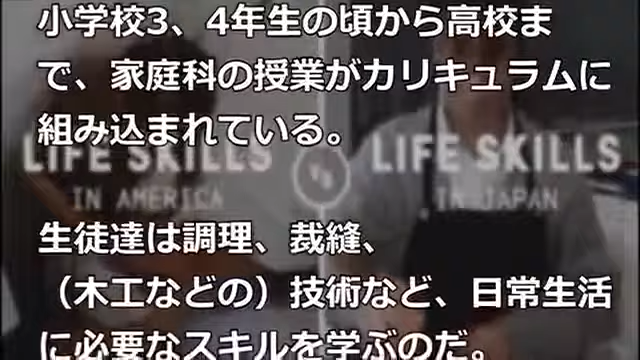 小学校3、4年生の頃から高校ま
で、家庭科の授業がカリキュラムに
組み込まれている。
LIFE SKILLS
IN AMERICA
VS
LIFE SKILLS
IN JAPAN
生徒達は調理、裁縫、
（木工などの）技術など、日常生活
に必要なスキルを学ぶのだ。